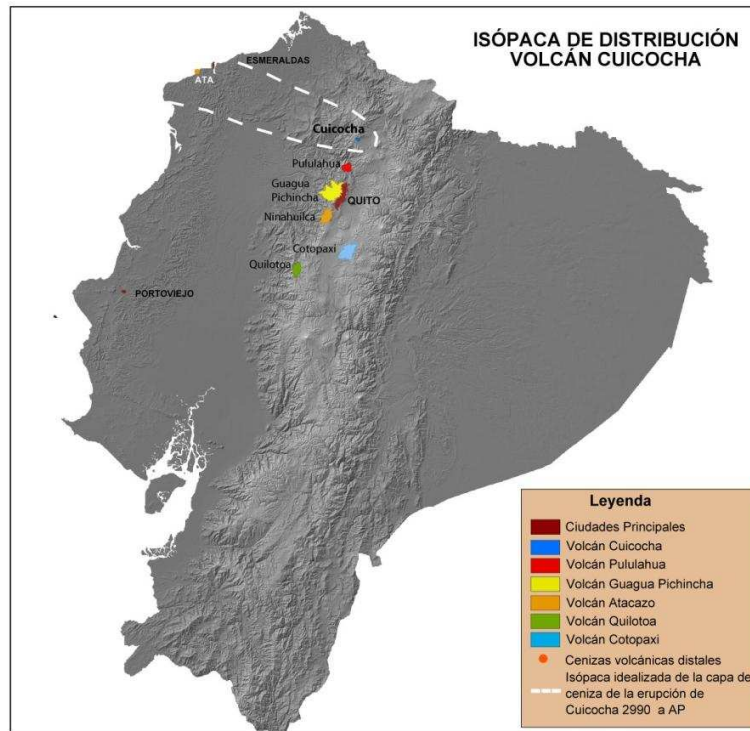 ISÓPACA DE DISTRIBUCIÓN
VOLCÁN CUICOCHA
ESMERALDAS
ATA
Cuicocha
Pululahua
Guagua
Pichincha
QUITO
Ninahuilca
Cotopaxi
Quilotoa
PORTOVIEJO
Leyenda
Ciudades Principales
Volcán Cuicocha
Volcán Pululahua
Volcán Guagua Pichincha
Volcán Atacazo
Volcán Quilotoa
Volcán Cotopaxi
Cenizas volcánicas distales
Isópaca idealizada de la capa de
ceniza de la erupción de
Cuicocha 2990 a AP